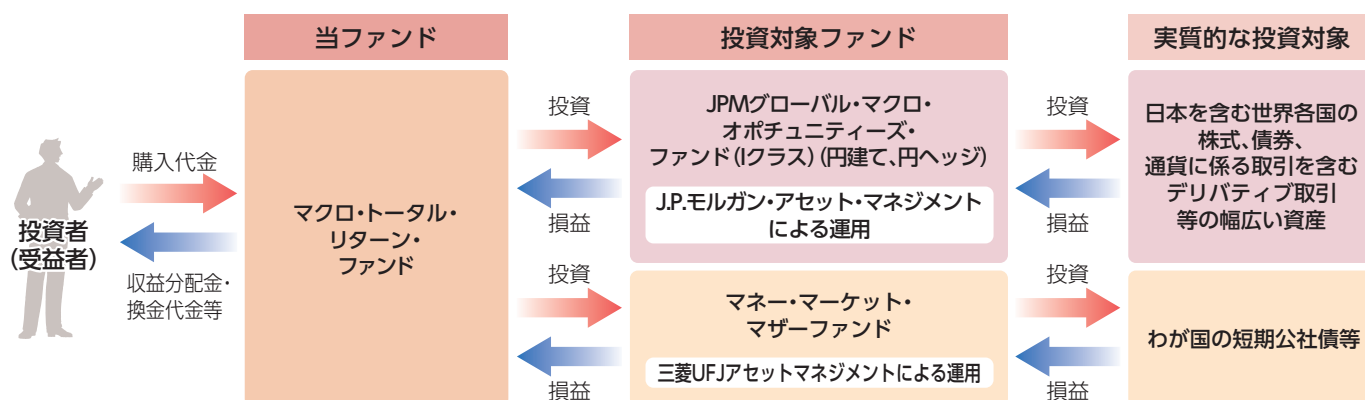 当ファンド
投資対象ファンド
実質的な投資対象
投資者
（受益者）
購入代金
収益分配金・
換金代金等
マクロ・トータル・
リターン・
ファンド
投資
損益
JPMグローバル・マクロ・
オポチュニティーズ・
ファンド（Iクラス）（円建て、円ヘッジ）
J.P.モルガン・アセット・マネジメント
による運用
投資
損益
日本を含む世界各国の
株式、債券、
通貨に係る取引を含む
デリバティブ取引
等の幅広い資産
投資
損益
マネー・マーケット・
マザーファンド
三菱UFJアセットマネジメントによる運用
投資
損益
わが国の短期公社債等